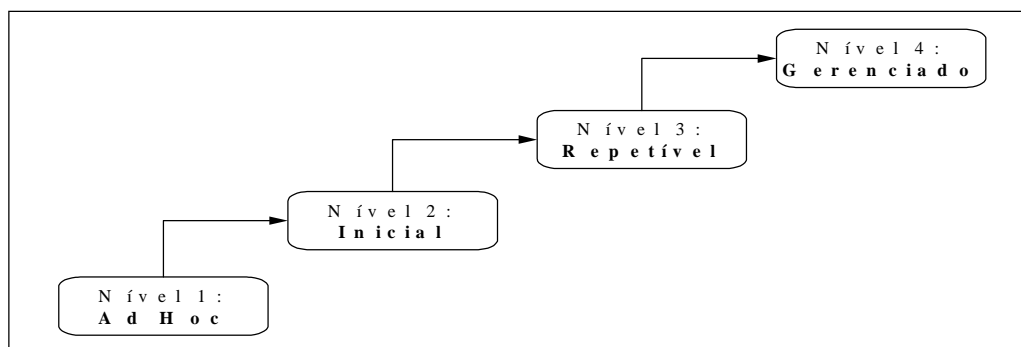 Nível 4:
Gerenciado
Nível 3:
Repetível
Nível 2:
Inicial
Nível 1:
Ad Hoc